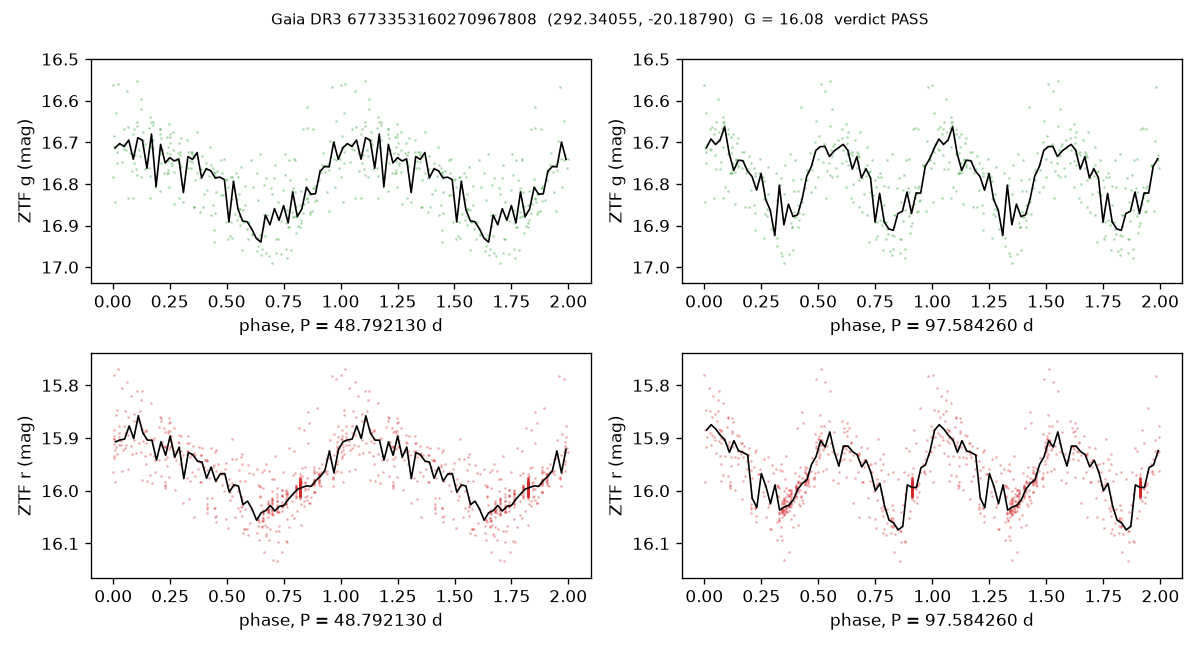 Gaia DR3 6773353160270967808  (292.34055, -20.18790)  G = 16.08  verdict PASS
16.5
16.6
16.7
16.8
16.9
17.0
ZTF g (mag)
0.00 0.25 0.50 0.75 1.00 1.25 1.50 1.75 2.00
phase, P = 48.792130 d
16.5
16.6
16.7
16.8
16.9
17.0
ZTF g (mag)
0.00 0.25 0.50 0.75 1.00 1.25 1.50 1.75 2.00
phase, P = 97.584260 d
15.8
15.9
16.0
16.1
ZTF r (mag)
0.00 0.25 0.50 0.75 1.00 1.25 1.50 1.75 2.00
phase, P = 48.792130 d
15.8
15.9
16.0
16.1
ZTF r (mag)
0.00 0.25 0.50 0.75 1.00 1.25 1.50 1.75 2.00
phase, P = 97.584260 d